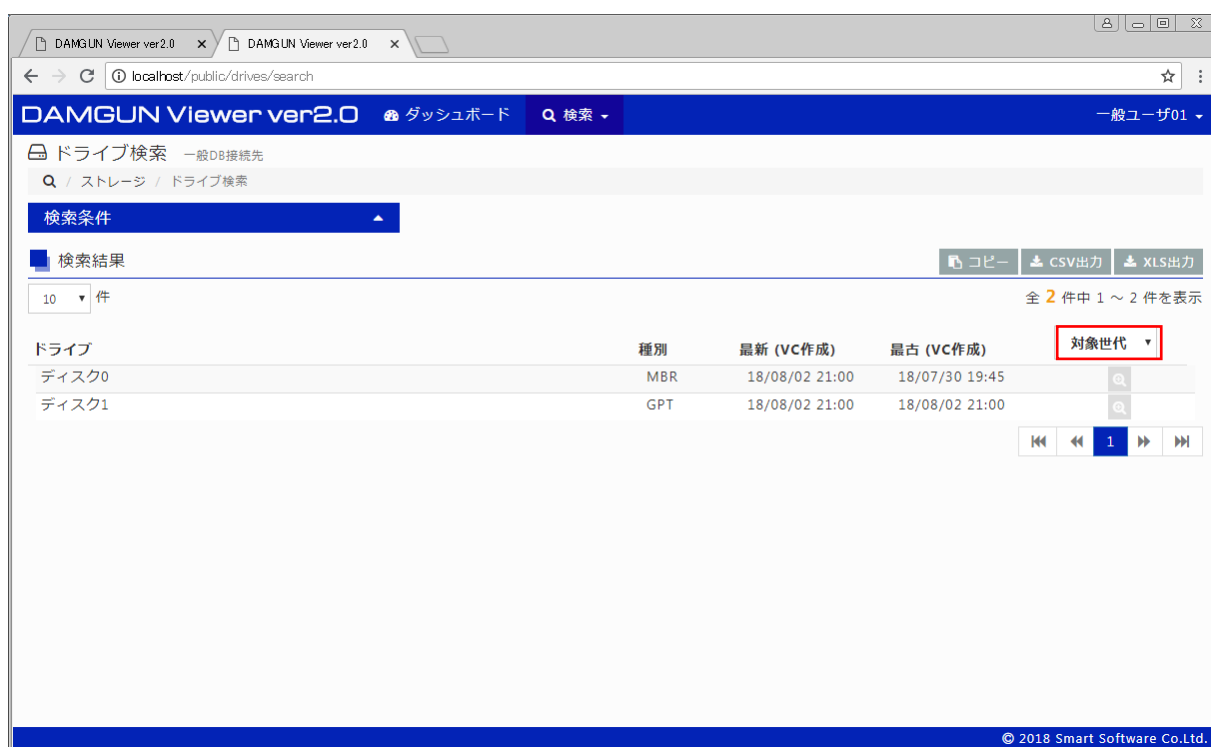 DAMGUN Viewer ver2.0 DAMGUN Viewer ver2.0
localhost/public/drives/search
DAMGUN Viewer ver2.0 ダッシュボード 検索 一般ユーザ01
ドライブ検索 一般DB接続先
/ ストレージ / ドライブ検索
検索条件
検索結果 コピー CSV出力 XLS出力
10 件 全 2 件中 1 ～ 2 件を表示
ドライブ 種別 最新 (VC作成) 最古 (VC作成) 対象世代
ディスク0 MBR 18/08/02 21:00 18/07/30 19:45
ディスク1 GPT 18/08/02 21:00 18/08/02 21:00
1
© 2018 Smart Software Co.Ltd.